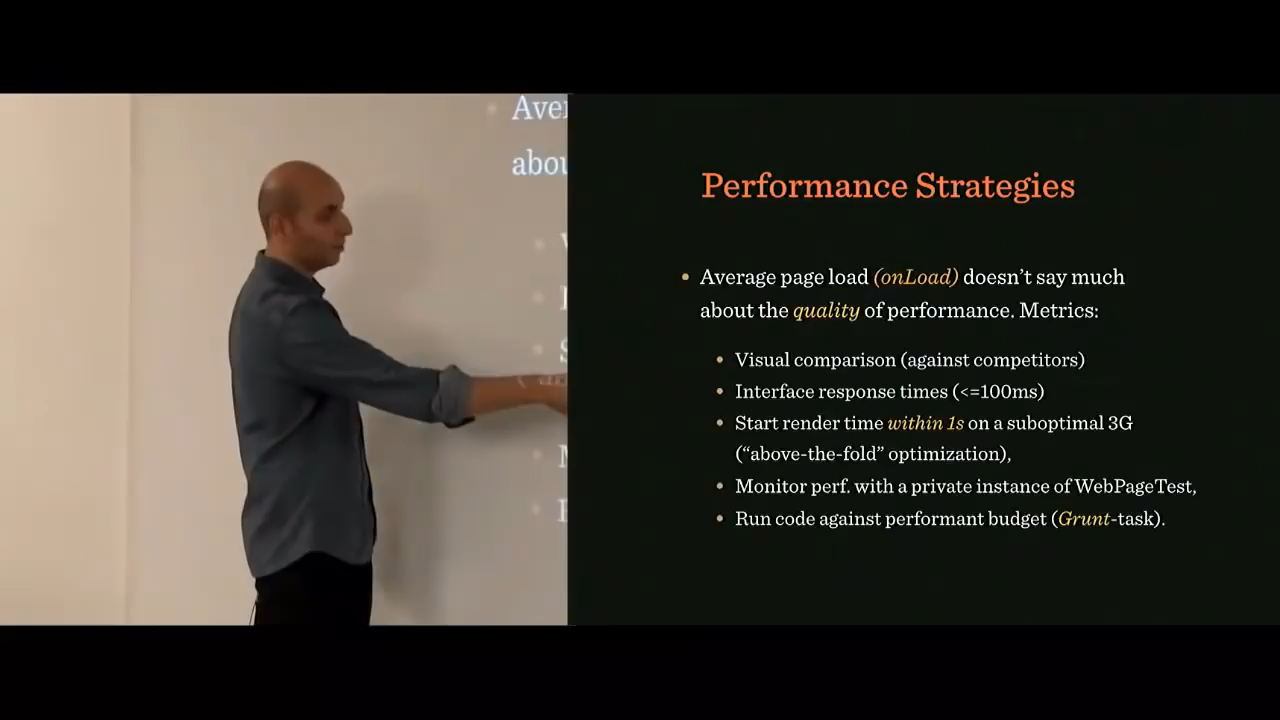 Aver
abou
Performance Strategies
Average page load (onLoad) doesn’t say much
about the quality of performance. Metrics:
Visual comparison (against competitors)
Interface response times (<=100ms)
Start render time within 1s on a suboptimal 3G
(“above-the-fold” optimization),
Monitor perf. with a private instance of WebPageTest,
Run code against performant budget (Grunt-task).